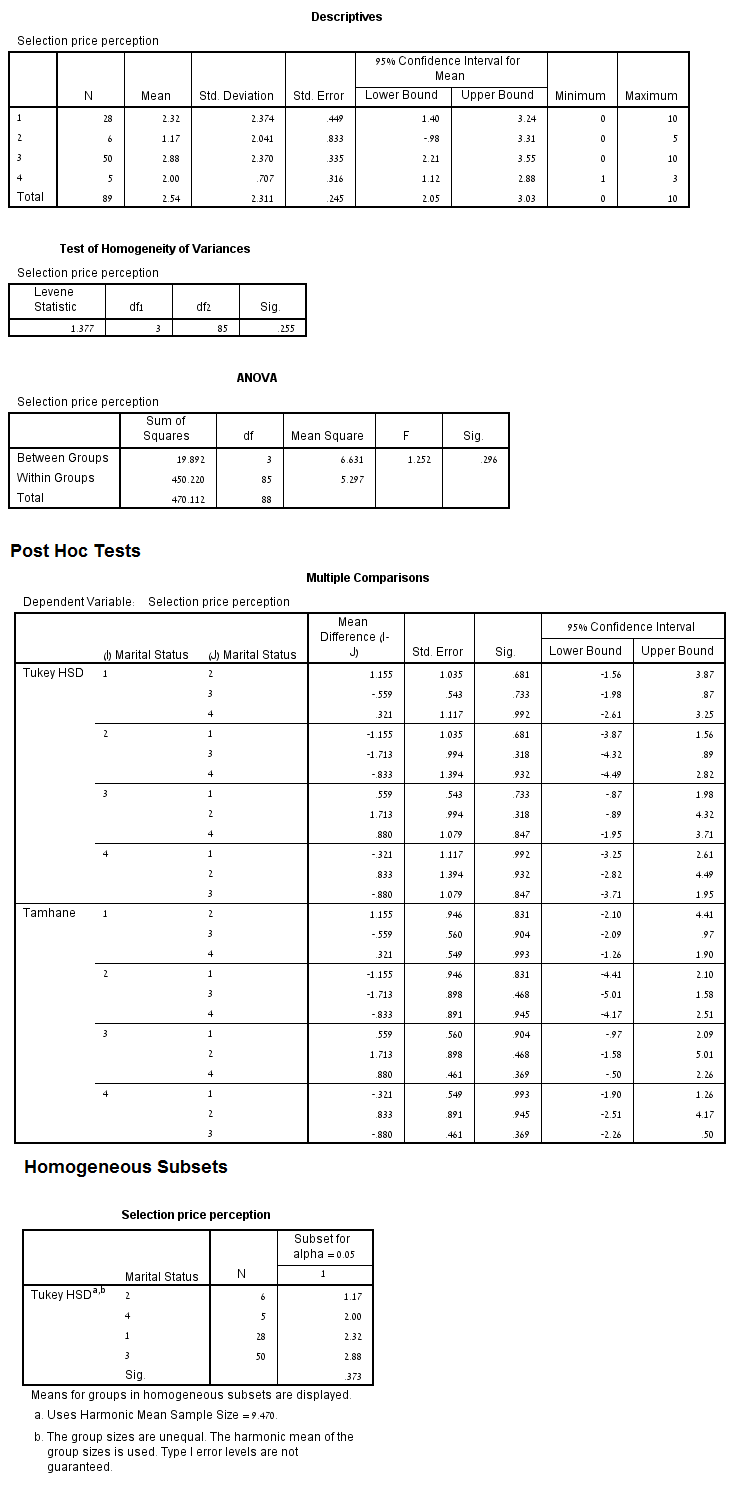 Descriptives
Selection price perception
95% Confidence Interval for Mean
N Mean Std. Deviation Std. Error Lower Bound Upper Bound Minimum Maximum
1 28 2.32 2.374 .449 1.40 3.24 0 10
2 6 1.17 2.041 .833 -.98 3.31 0 5
3 50 2.88 2.370 .335 2.21 3.55 0 10
4 5 2.00 .707 .316 1.12 2.88 1 3
Total 89 2.54 2.311 .245 2.05 3.03 0 10
Test of Homogeneity of Variances
Selection price perception
Levene Statistic df1 df2 Sig.
1.377 3 85 .255
ANOVA
Selection price perception
Sum of Squares df Mean Square F Sig.
Between Groups 19.892 3 6.631 1.252 .296
Within Groups 450.220 85 5.297
Total 470.112 88
Post Hoc Tests
Multiple Comparisons
Dependent Variable: Selection price perception
(I) Marital Status (J) Marital Status Mean Difference (I-J) Std. Error Sig. 95% Confidence Interval
Lower Bound Upper Bound
Tukey HSD 1 2 1.155 1.035 .681 -1.56 3.87
3 -.559 .543 .733 -1.98 .87
4 .321 1.117 .992 -2.61 3.25
2 1 -1.155 1.035 .681 -3.87 1.56
3 -1.713 .994 .318 -4.32 .89
4 -.833 1.394 .932 -4.49 2.82
3 1 .559 .543 .733 -.87 1.98
2 1.713 .994 .318 -.89 4.32
4 .880 1.079 .847 -1.95 3.71
4 1 -.321 1.117 .992 -3.25 2.61
2 .833 1.394 .932 -2.82 4.49
3 -.880 1.079 .847 -3.71 1.95
Tamhane 1 2 1.155 .946 .831 -2.10 4.41
3 -.559 .560 .904 -2.09 .97
4 .321 .549 .993 -1.26 1.90
2 1 -1.155 .946 .831 -4.41 2.10
3 -1.713 .898 .468 -5.01 1.58
4 -.833 .891 .945 -4.17 2.51
3 1 .559 .560 .904 -.97 2.09
2 1.713 .898 .468 -1.58 5.01
4 .880 .461 .369 -.50 2.26
4 1 -.321 .549 .993 -1.90 1.26
2 .833 .891 .945 -2.51 4.17
3 -.880 .461 .369 -2.26 .50
Homogeneous Subsets
Selection price perception
Marital Status N Subset for alpha = 0.05
1
Tukey HSDa,b 2 6 1.17
4 5 2.00
1 28 2.32
3 50 2.88
Sig. .373
Means for groups in homogeneous subsets are displayed.
a. Uses Harmonic Mean Sample Size = 9.470.
b. The group sizes are unequal. The harmonic mean of the
group sizes is used. Type I error levels are not
guaranteed.